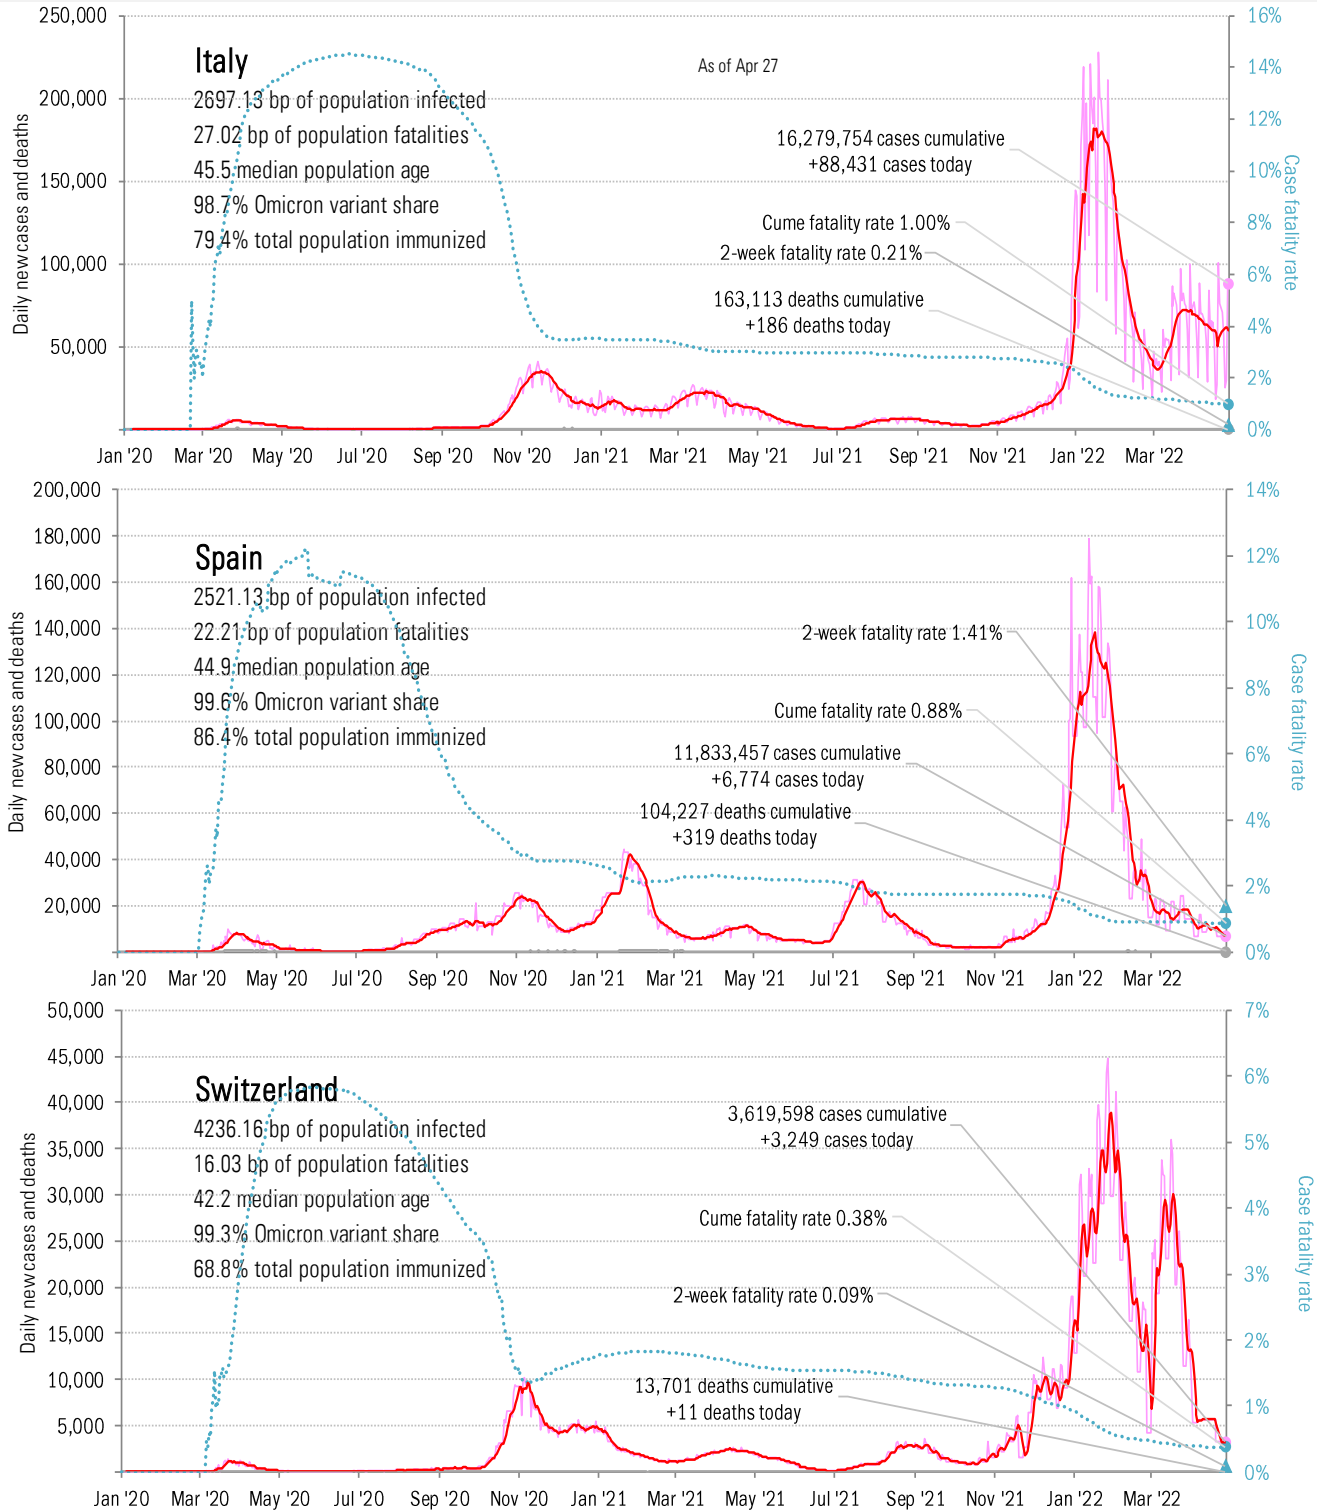 250,000
200,000
150,000
100,000
50,000
Daily new cases and deaths
Italy
2697.13 bp of population infected
27.02 bp of population fatalities
45.5 median population age
98.7% Omicron variant share
79.4% total population immunized
As of Apr 27
16,279,754 cases cumulative
+88,431 cases today
Cume fatality rate 1.00%
2-week fatality rate 0.21%
163,113 deaths cumulative
+186 deaths today
16%
14%
12%
10%
8%
6%
4%
2%
0%
Case fatality rate
Jan '20 Mar '20 May '20 Jul '20 Sep '20 Nov '20 Jan '21 Mar '21 May '21 Jul '21 Sep '21 Nov '21 Jan '22 Mar '22
200,000
180,000
160,000
140,000
120,000
100,000
80,000
60,000
40,000
20,000
Daily new cases and deaths
Spain
2521.13 bp of population infected
22.21 bp of population fatalities
44.9 median population age
99.6% Omicron variant share
86.4% total population immunized
2-week fatality rate 1.41%
Cume fatality rate 0.88%
11,833,457 cases cumulative
+6,774 cases today
104,227 deaths cumulative
+319 deaths today
14%
12%
10%
8%
6%
4%
2%
0%
Case fatality rate
Jan '20 Mar '20 May '20 Jul '20 Sep '20 Nov '20 Jan '21 Mar '21 May '21 Jul '21 Sep '21 Nov '21 Jan '22 Mar '22
50,000
45,000
40,000
35,000
30,000
25,000
20,000
15,000
10,000
5,000
Daily new cases and deaths
Switzerland
4236.16 bp of population infected
16.03 bp of population fatalities
42.2 median population age
99.3% Omicron variant share
68.8% total population immunized
3,619,598 cases cumulative
+3,249 cases today
Cume fatality rate 0.38%
2-week fatality rate 0.09%
13,701 deaths cumulative
+11 deaths today
7%
6%
5%
4%
3%
2%
1%
0%
Case fatality rate
Jan '20 Mar '20 May '20 Jul '20 Sep '20 Nov '20 Jan '21 Mar '21 May '21 Jul '21 Sep '21 Nov '21 Jan '22 Mar '22